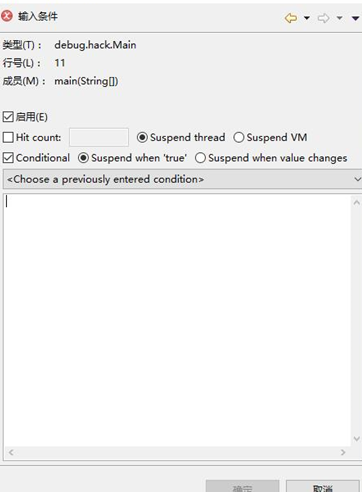 输入条件
类型(T)： debug.hack.Main
行号(L)： 11
成员(M)： main(String[])
启用(E)
Hit count: Suspend thread Suspend VM
Conditional Suspend when 'true' Suspend when value changes
<Choose a previously entered condition>
确定 取消